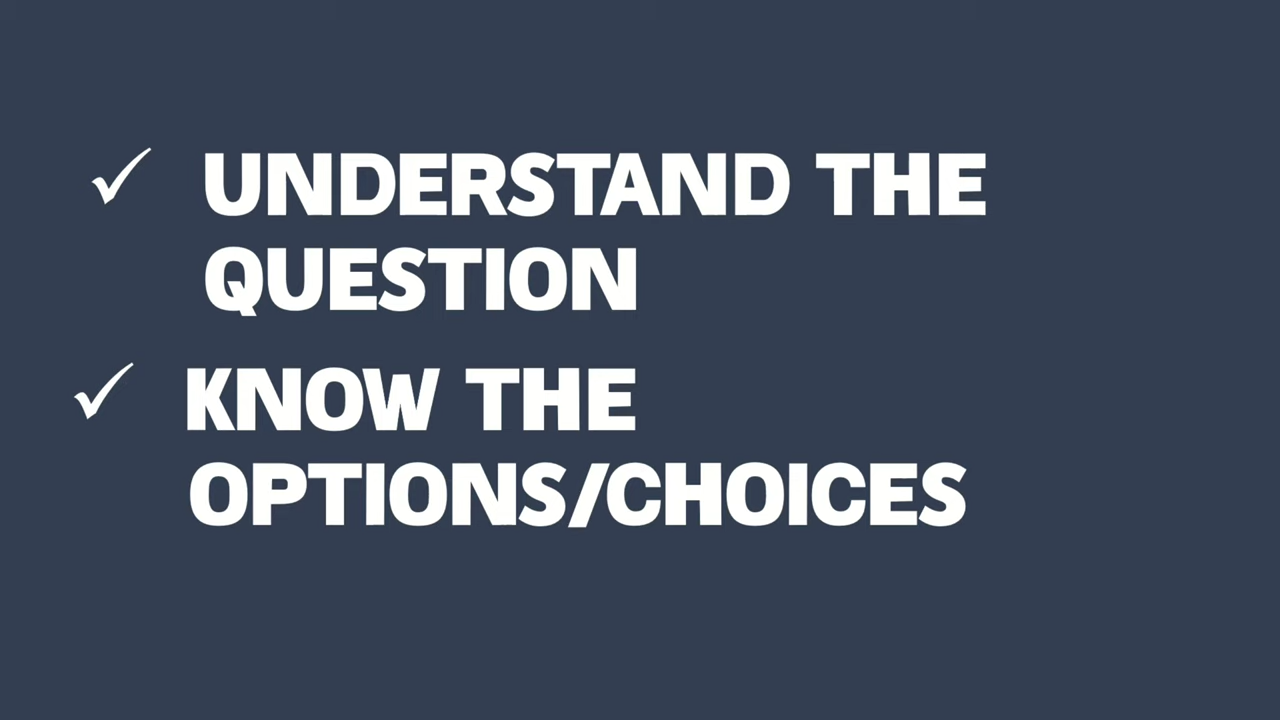 ✓ UNDERSTAND THE
QUESTION
✓ KNOW THE
OPTIONS/CHOICES